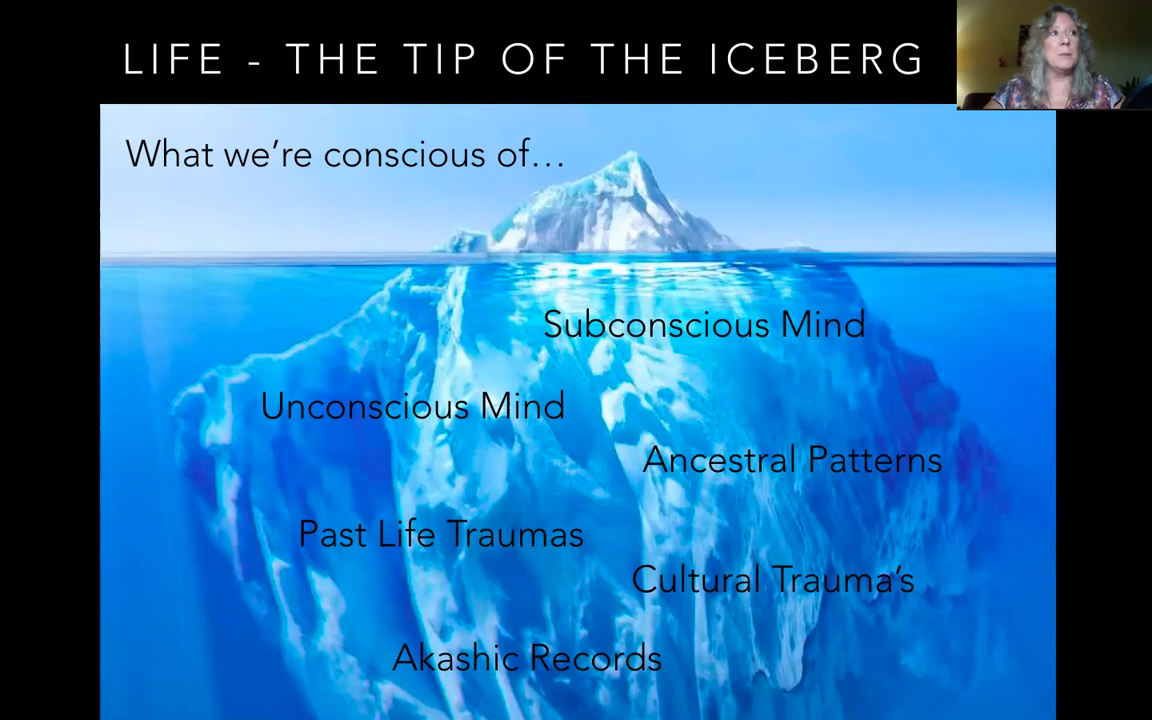 LIFE - THE TIP OF THE ICEBERG
What we’re conscious of…
Subconscious Mind
Unconscious Mind
Ancestral Patterns
Past Life Traumas
Cultural Trauma’s
Akashic Records